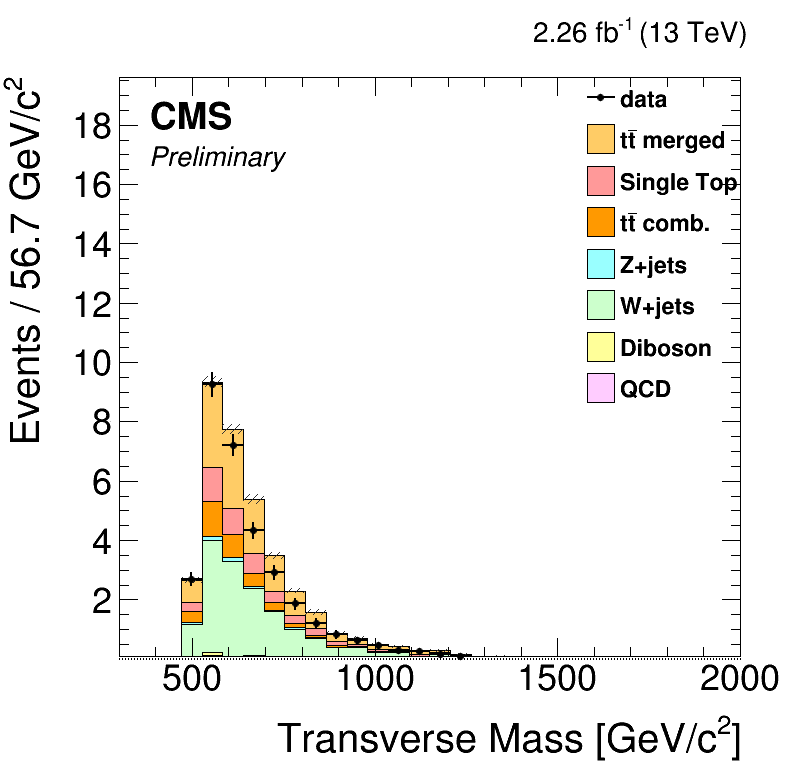 2.26 fb⁻¹ (13 TeV)
Events / 56.7 GeV/c²
18
16
14
12
10
8
6
4
2
CMS
Preliminary
data
tt̄ merged
Single Top
tt̄ comb.
Z+jets
W+jets
Diboson
QCD
500 1000 1500 2000
Transverse Mass [GeV/c²]